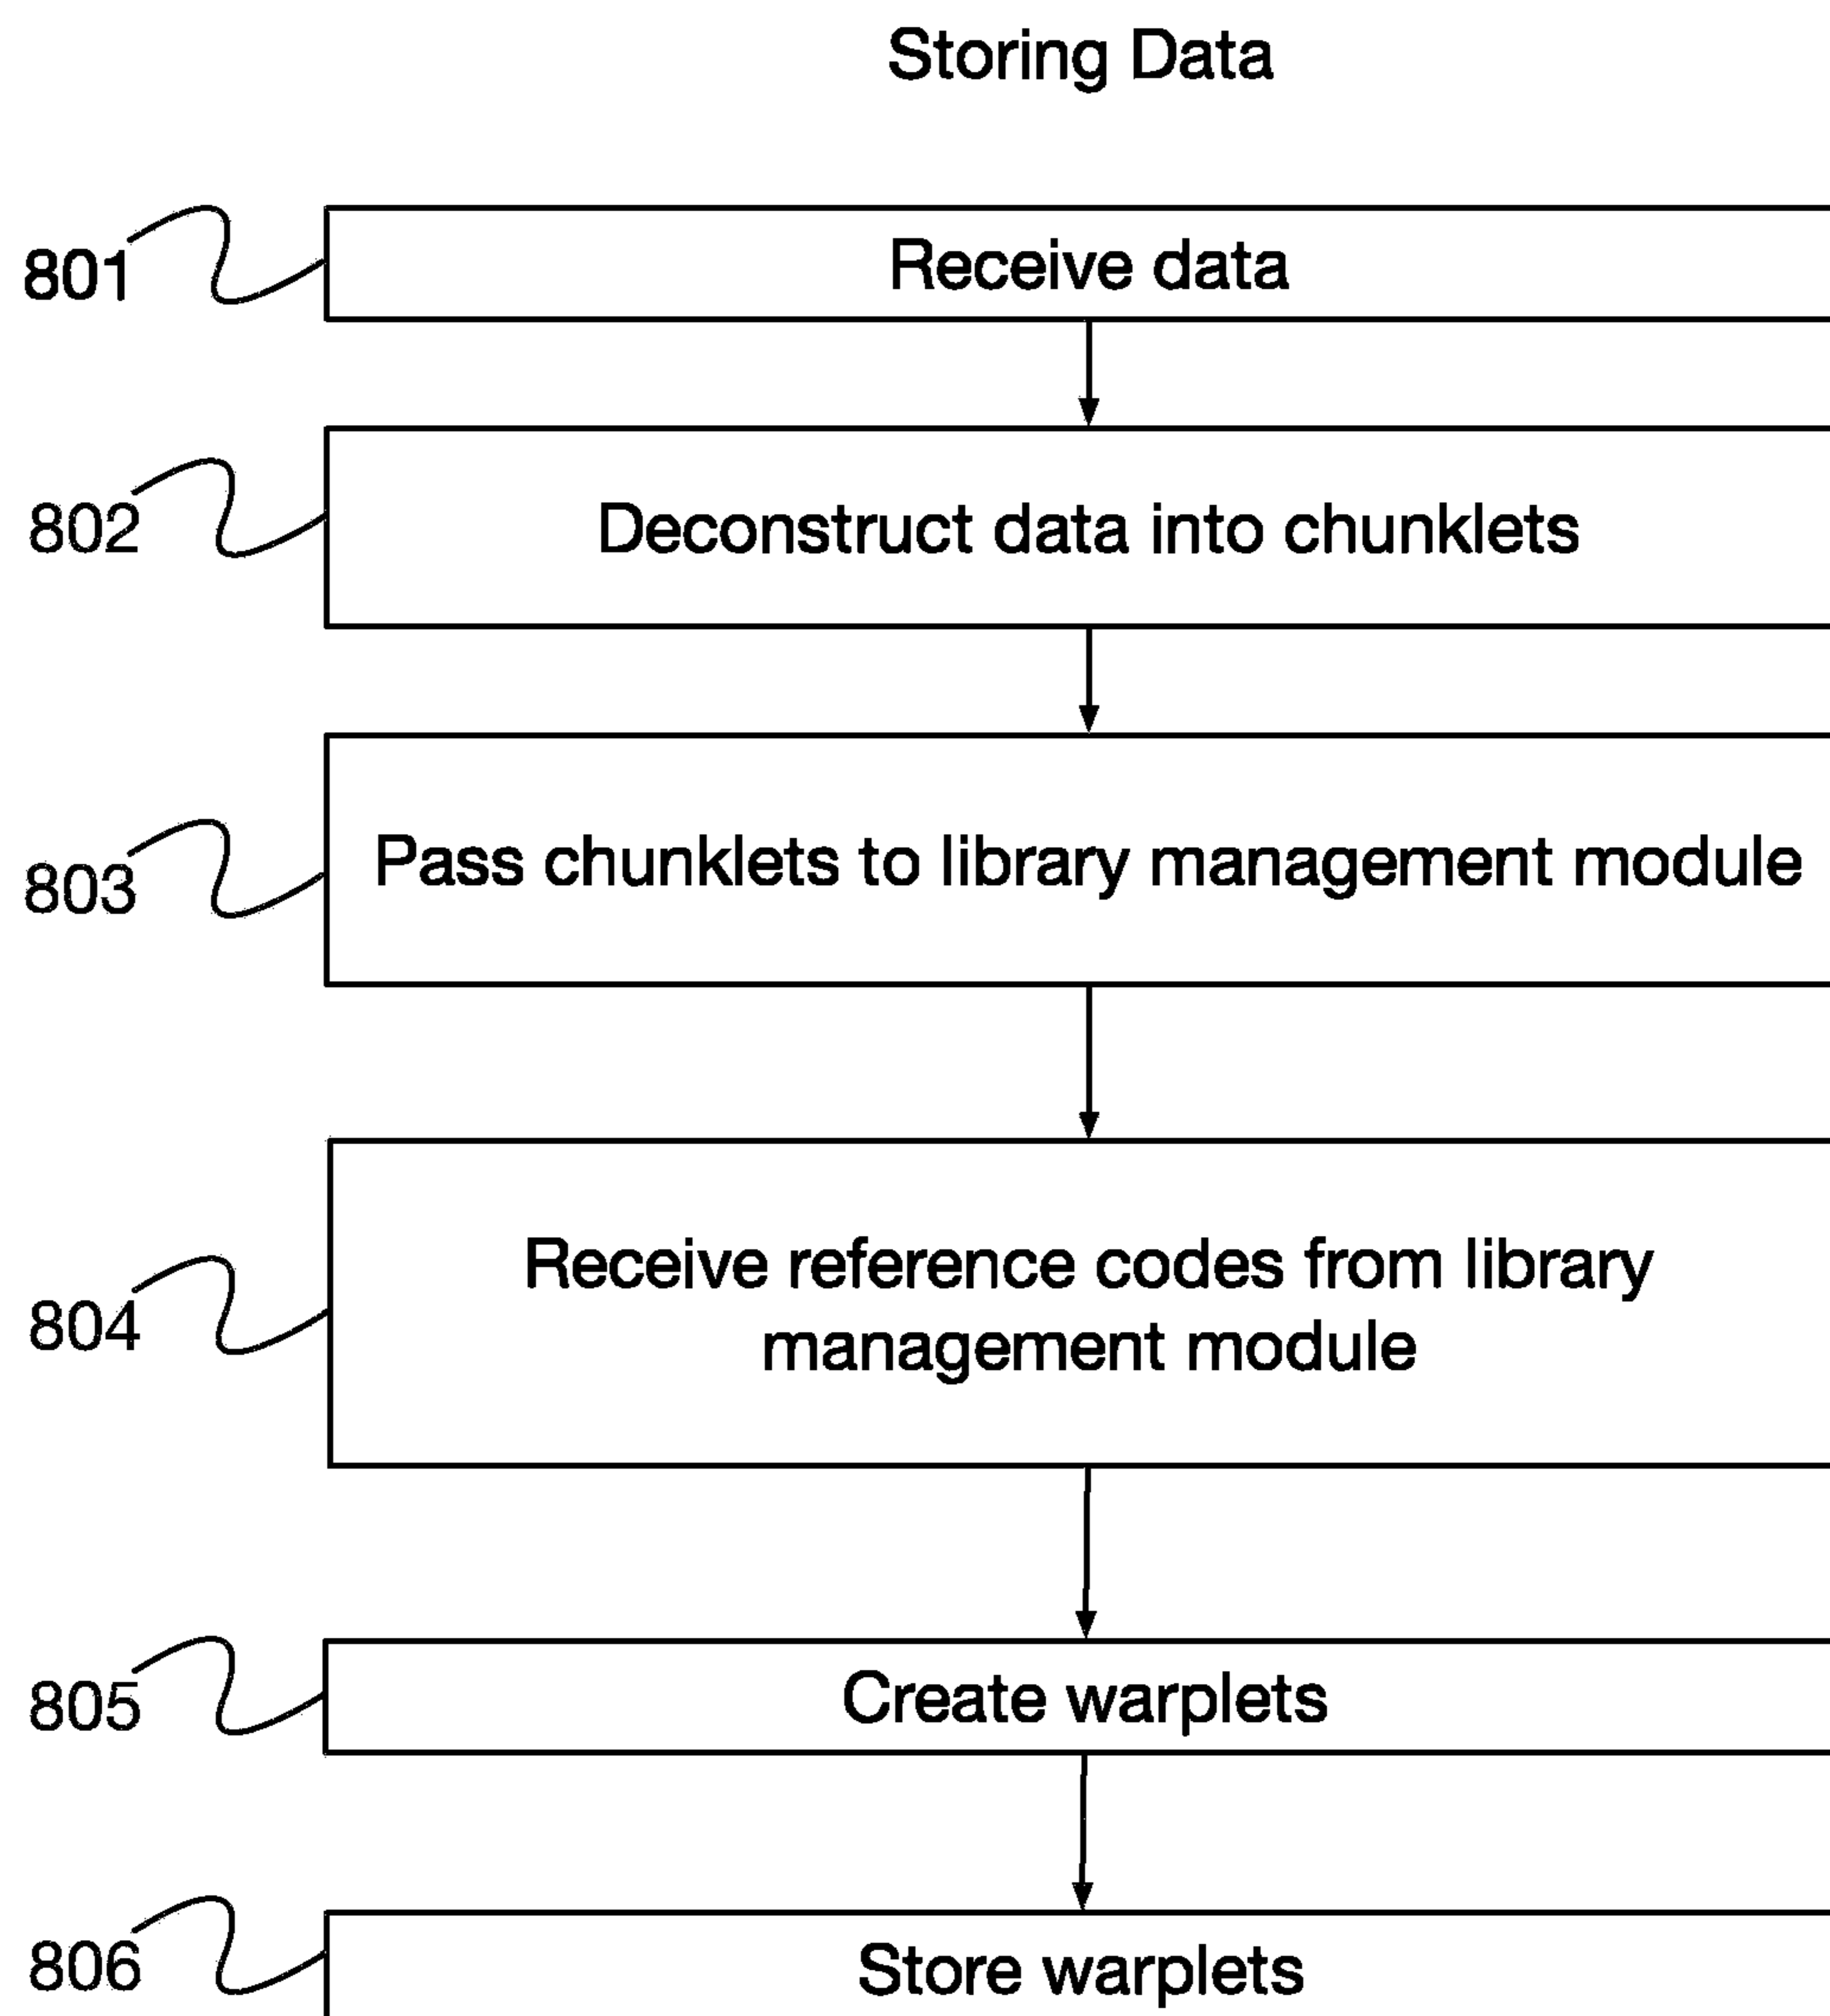 Storing Data
801
Receive data
802
Deconstruct data into chunklets
803
Pass chunklets to library management module
804
Receive reference codes from library
management module
805
Create warplets
806
Store warplets